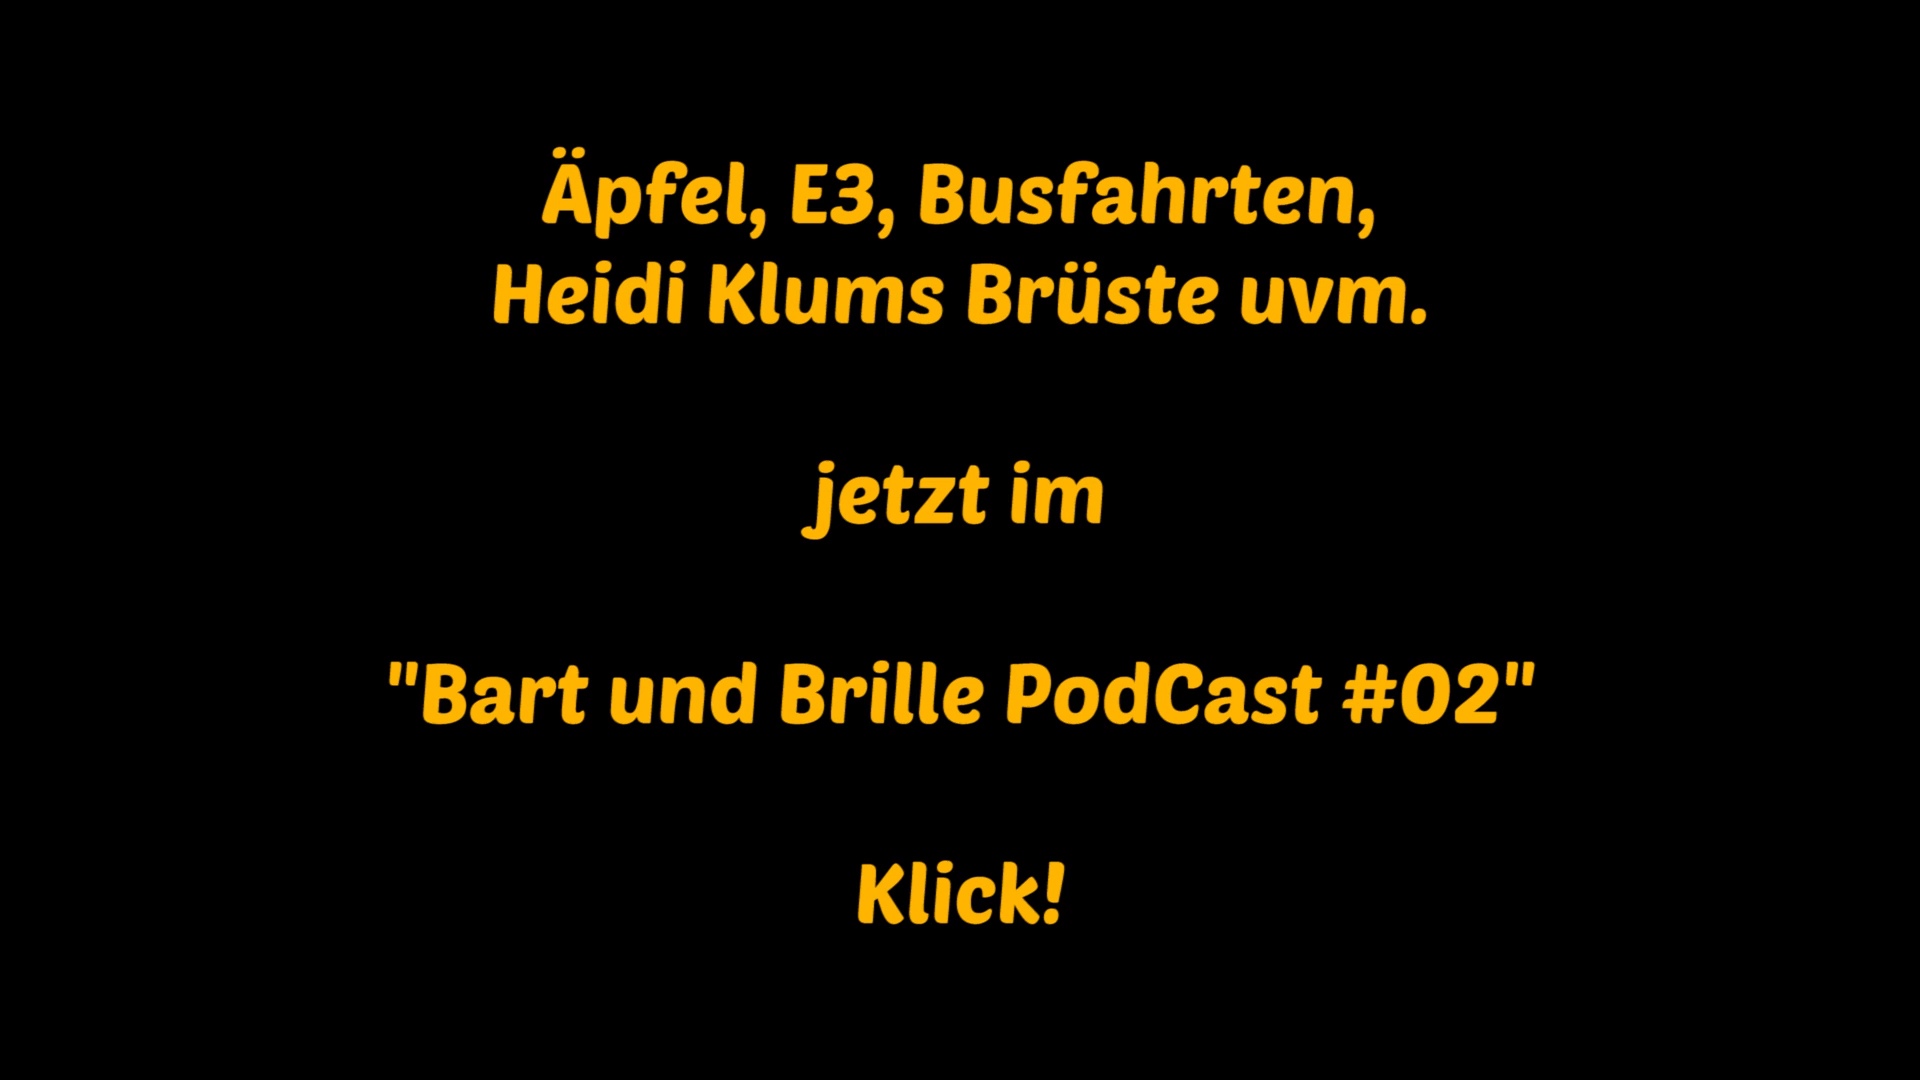 Äpfel, E3, Busfahrten,
Heidi Klums Brüste uvm.
jetzt im
"Bart und Brille PodCast #02"
Klick!